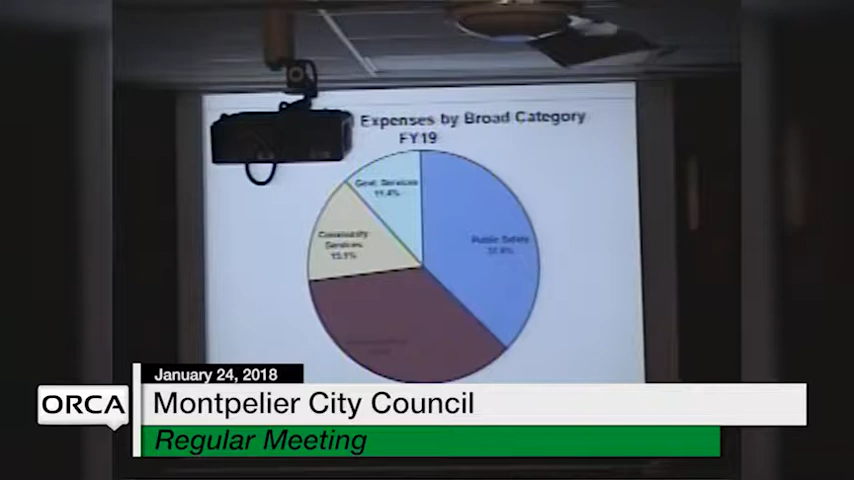 Expenses by Broad Category
FY19
Govt. Services
11.4%
Community
Services
15.1%
Public Safety
January 24, 2018
ORCA
Montpelier City Council
Regular Meeting